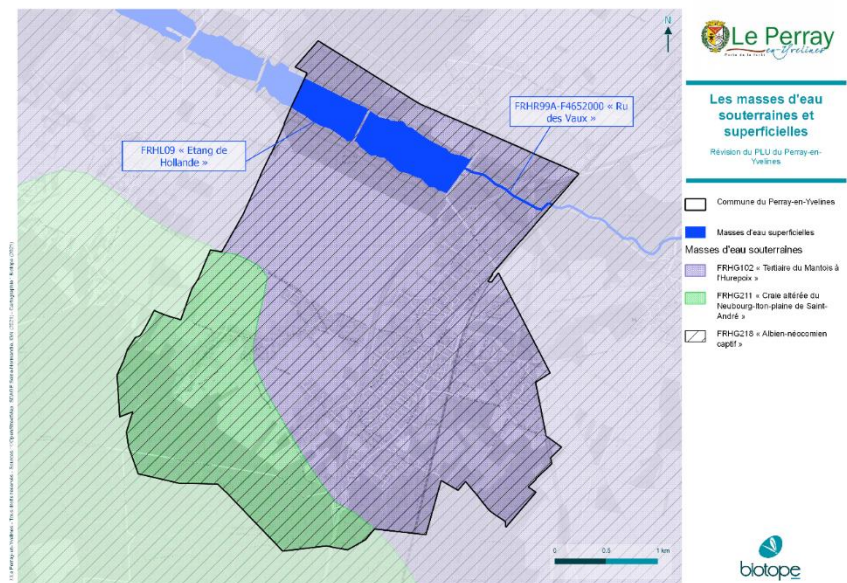 N
FRHR99A-F4652000 « Ru
des Vaux »
FRHL09 « Etang de
Hollande »
0
0.5
1 km
Le Perray
en-Yvelines
Les masses d'eau
souterraines et
superficielles
Révision du PLU du Perray-en-
Yvelines
Commune du Perray-en-Yvelines
Masses d'eau superficielles
Masses d'eau souterraines
FRHG102 « Tertiaire du Mantois à
l'Hurepoix »
FRHG211 « Craie altérée du
Neubourg-Iton-plaine de Saint-
André »
FRHG218 « Albien-néocomien
captif »
biotope